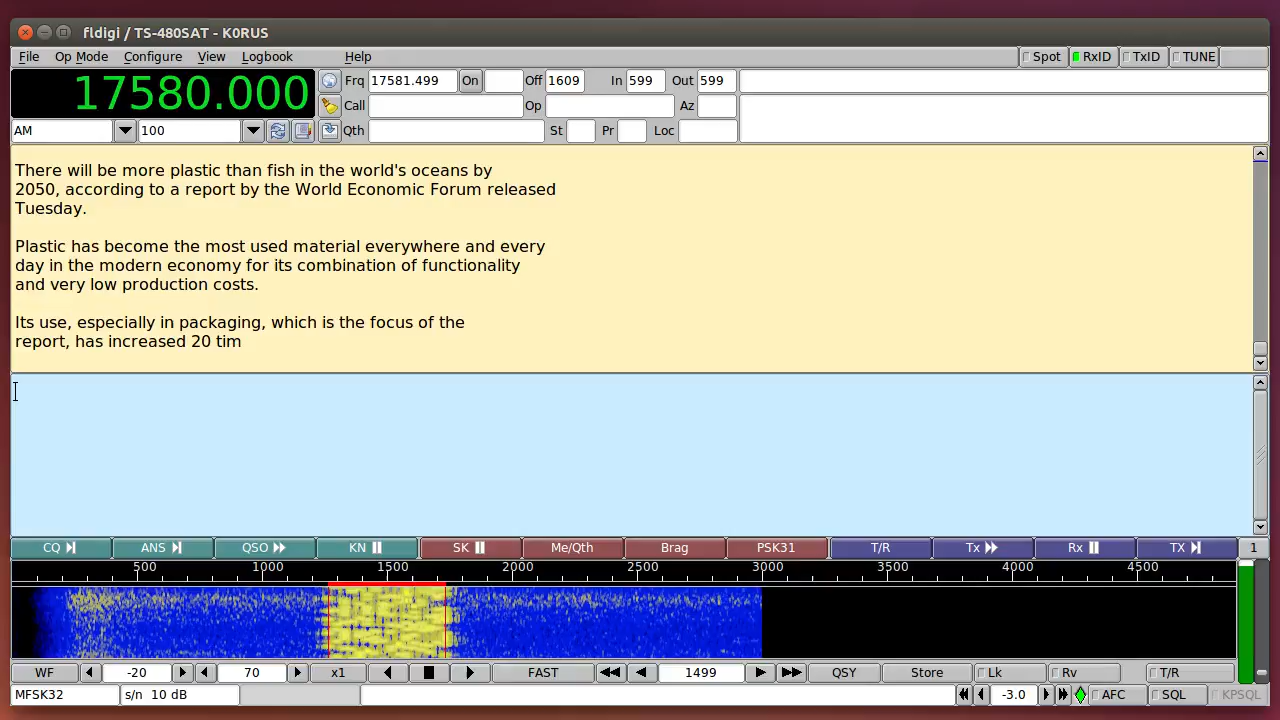 fldigi / TS-480SAT - K0RUS
File Op Mode Configure View Logbook Help Spot RxID TxID TUNE
17580.000 Frq 17581.499 On Off 1609 In 599 Out 599
Call Op Az
AM 100 Qth St Pr Loc
There will be more plastic than fish in the world's oceans by
2050, according to a report by the World Economic Forum released
Tuesday.
Plastic has become the most used material everywhere and every
day in the modern economy for its combination of functionality
and very low production costs.
Its use, especially in packaging, which is the focus of the
report, has increased 20 tim
CQ ANS QSO KN SK Me/Qth Brag PSK31 T/R Tx Rx TX 1
500 1000 1500 2000 2500 3000 3500 4000 4500
WF -20 70 x1 FAST 1499 QSY Store Lk Rv T/R
MFSK32 s/n 10 dB -3.0 AFC SQL KPSQL